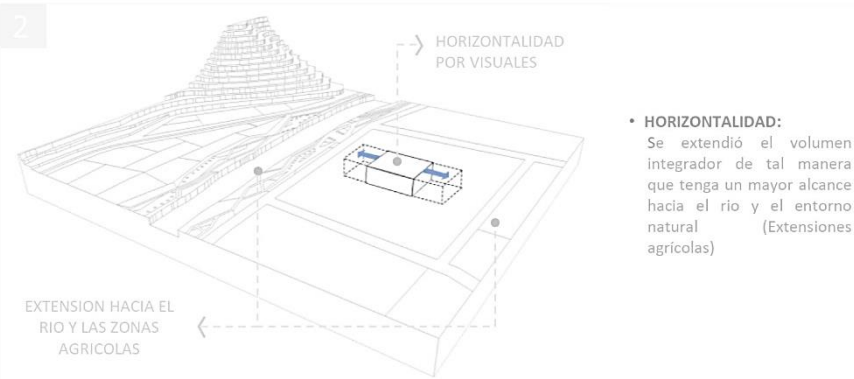 2
HORIZONTALIDAD
POR VISUALES
• HORIZONTALIDAD:
Se extendió el volumen
integrador de tal manera
que tenga un mayor alcance
hacia el rio y el entorno
natural (Extensiones
agrícolas)
EXTENSION HACIA EL
RIO Y LAS ZONAS
AGRICOLAS